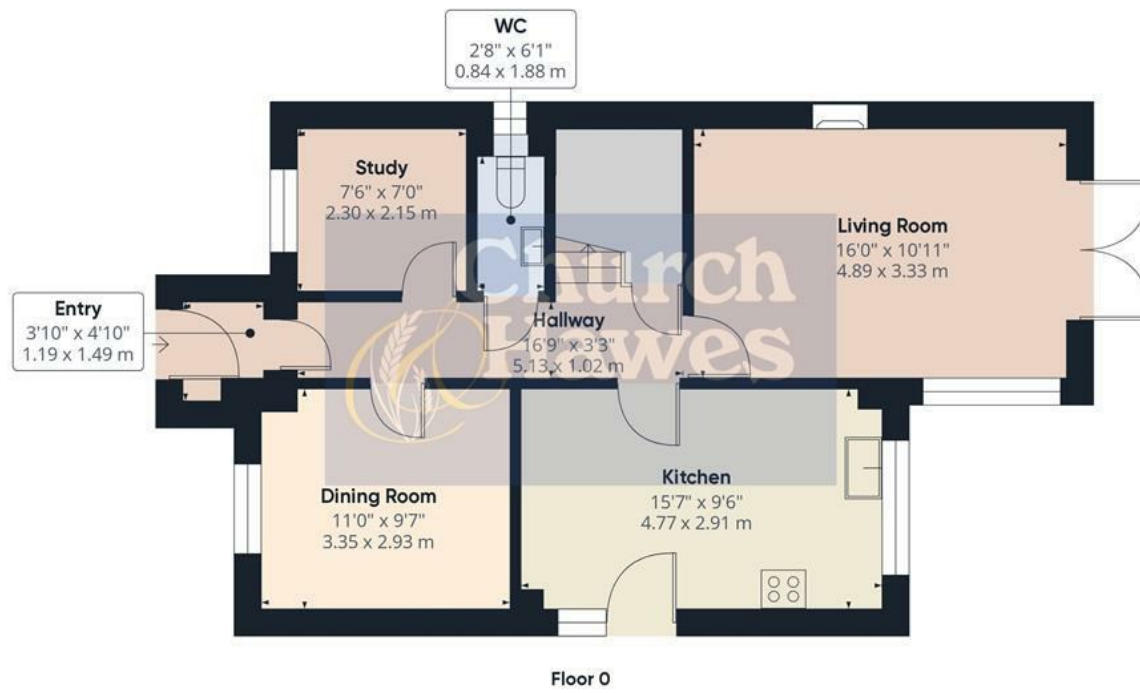 WC
2'8" x 6'1"
0.84 x 1.88 m
Study
7'6" x 7'0"
2.30 x 2.15 m
Living Room
16'0" x 10'11"
4.89 x 3.33 m
Church
Hawes
&
Entry
3'10" x 4'10"
1.19 x 1.49 m
Hallway
16'9" x 3'3"
5.13 x 1.02 m
Kitchen
15'7" x 9'6"
4.77 x 2.91 m
Dining Room
11'0" x 9'7"
3.35 x 2.93 m
Floor 0